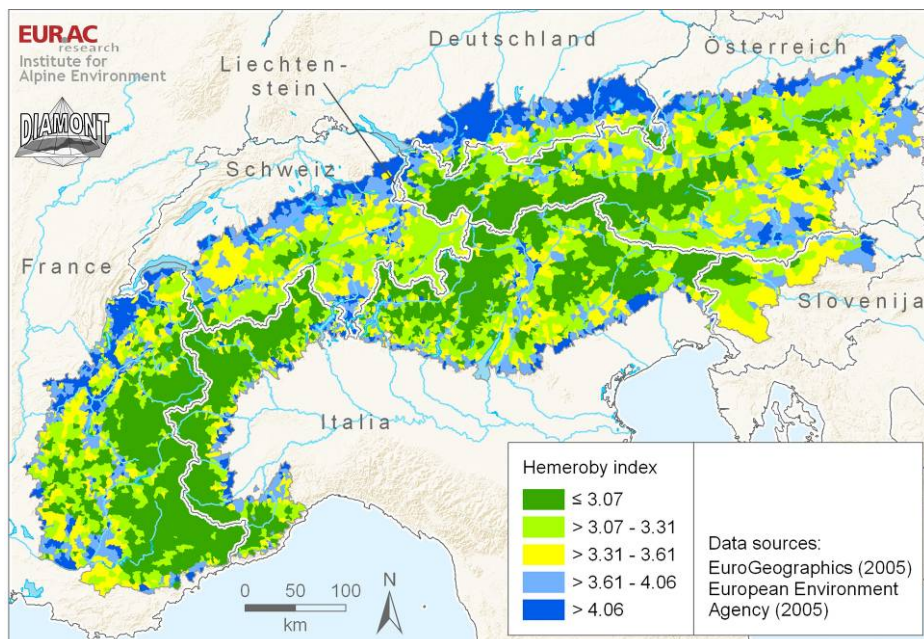 EURAC
research
Institute for
Alpine Environment
DIAMONT
Deutschland
Österreich
Liechten-
stein
Schweiz
France
Slovenija
Italia
Hemeroby index
≤ 3.07
> 3.07 - 3.31
> 3.31 - 3.61
> 3.61 - 4.06
> 4.06
Data sources:
EuroGeographics (2005)
European Environment
Agency (2005)
0 50 100
km
N